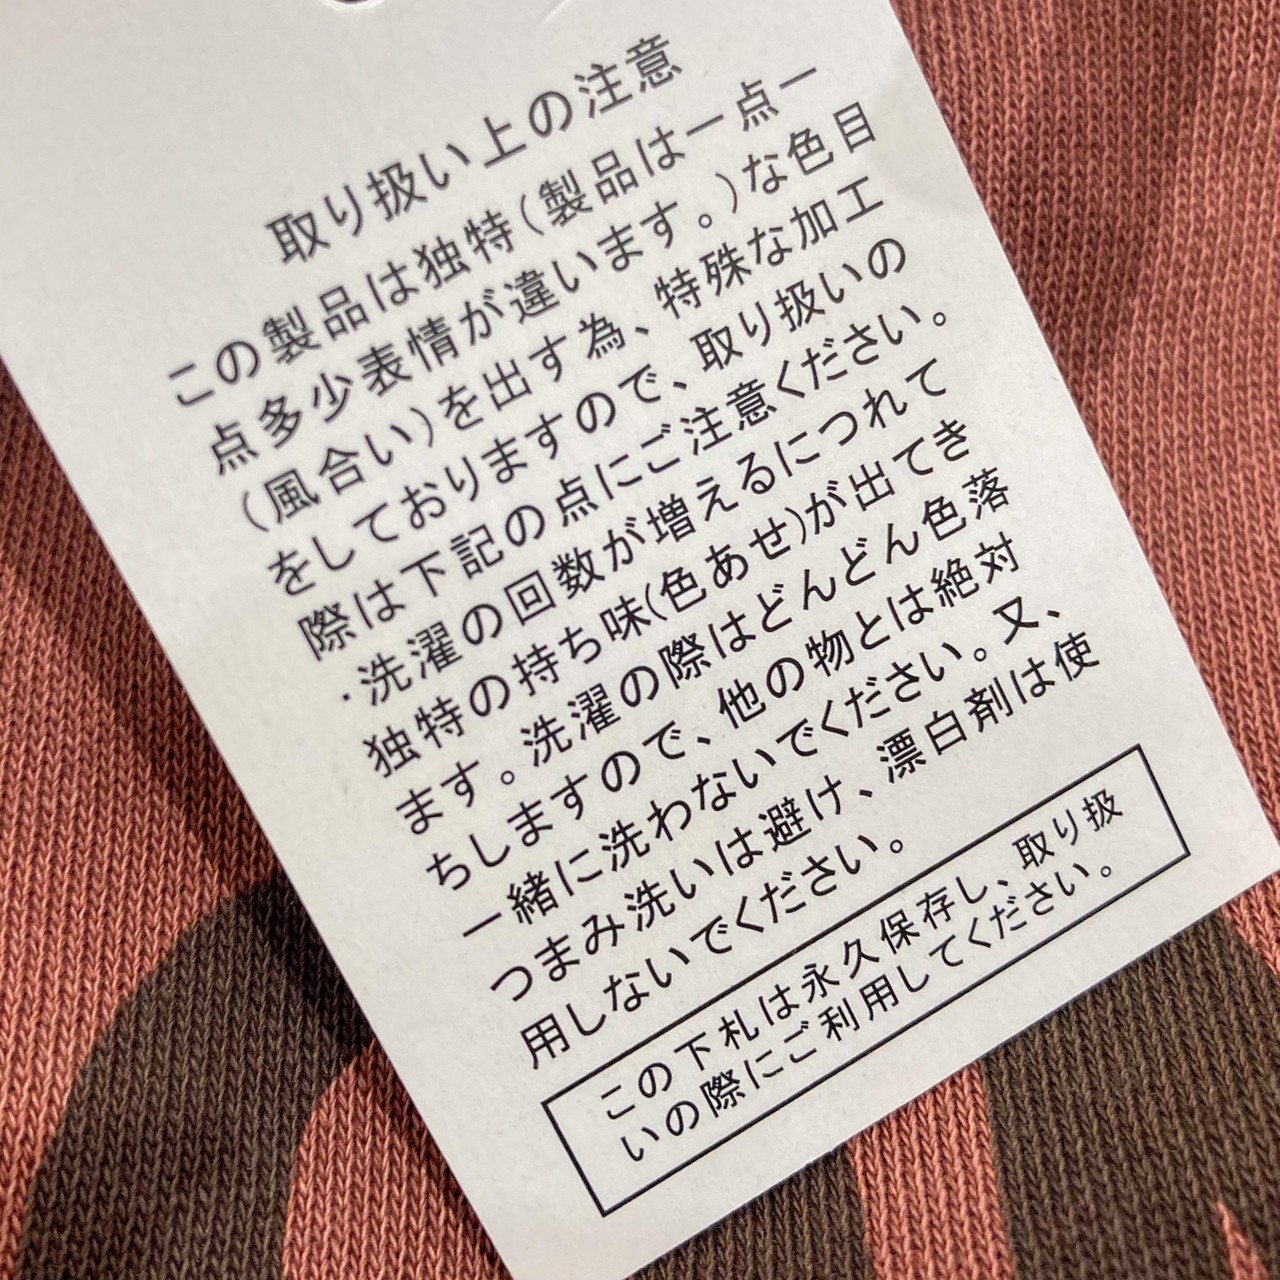 取り扱い上の注意
この製品は独特(製品は一点一
点多少表情が違います。)な色目
(風合い)を出す為、特殊な加工
をしておりますので、取り扱いの
際は下記の点にご注意ください。
・洗濯の回数が増えるにつれて
独特の持ち味(色あせ)が出てき
ます。洗濯の際はどんどん色落
ちしますので、他の物とは絶対
一緒に洗わないでください。又、
つまみ洗いは避け、漂白剤は使
用しないでください。
この下札は永久保存し、取り扱
いの際にご利用してください。